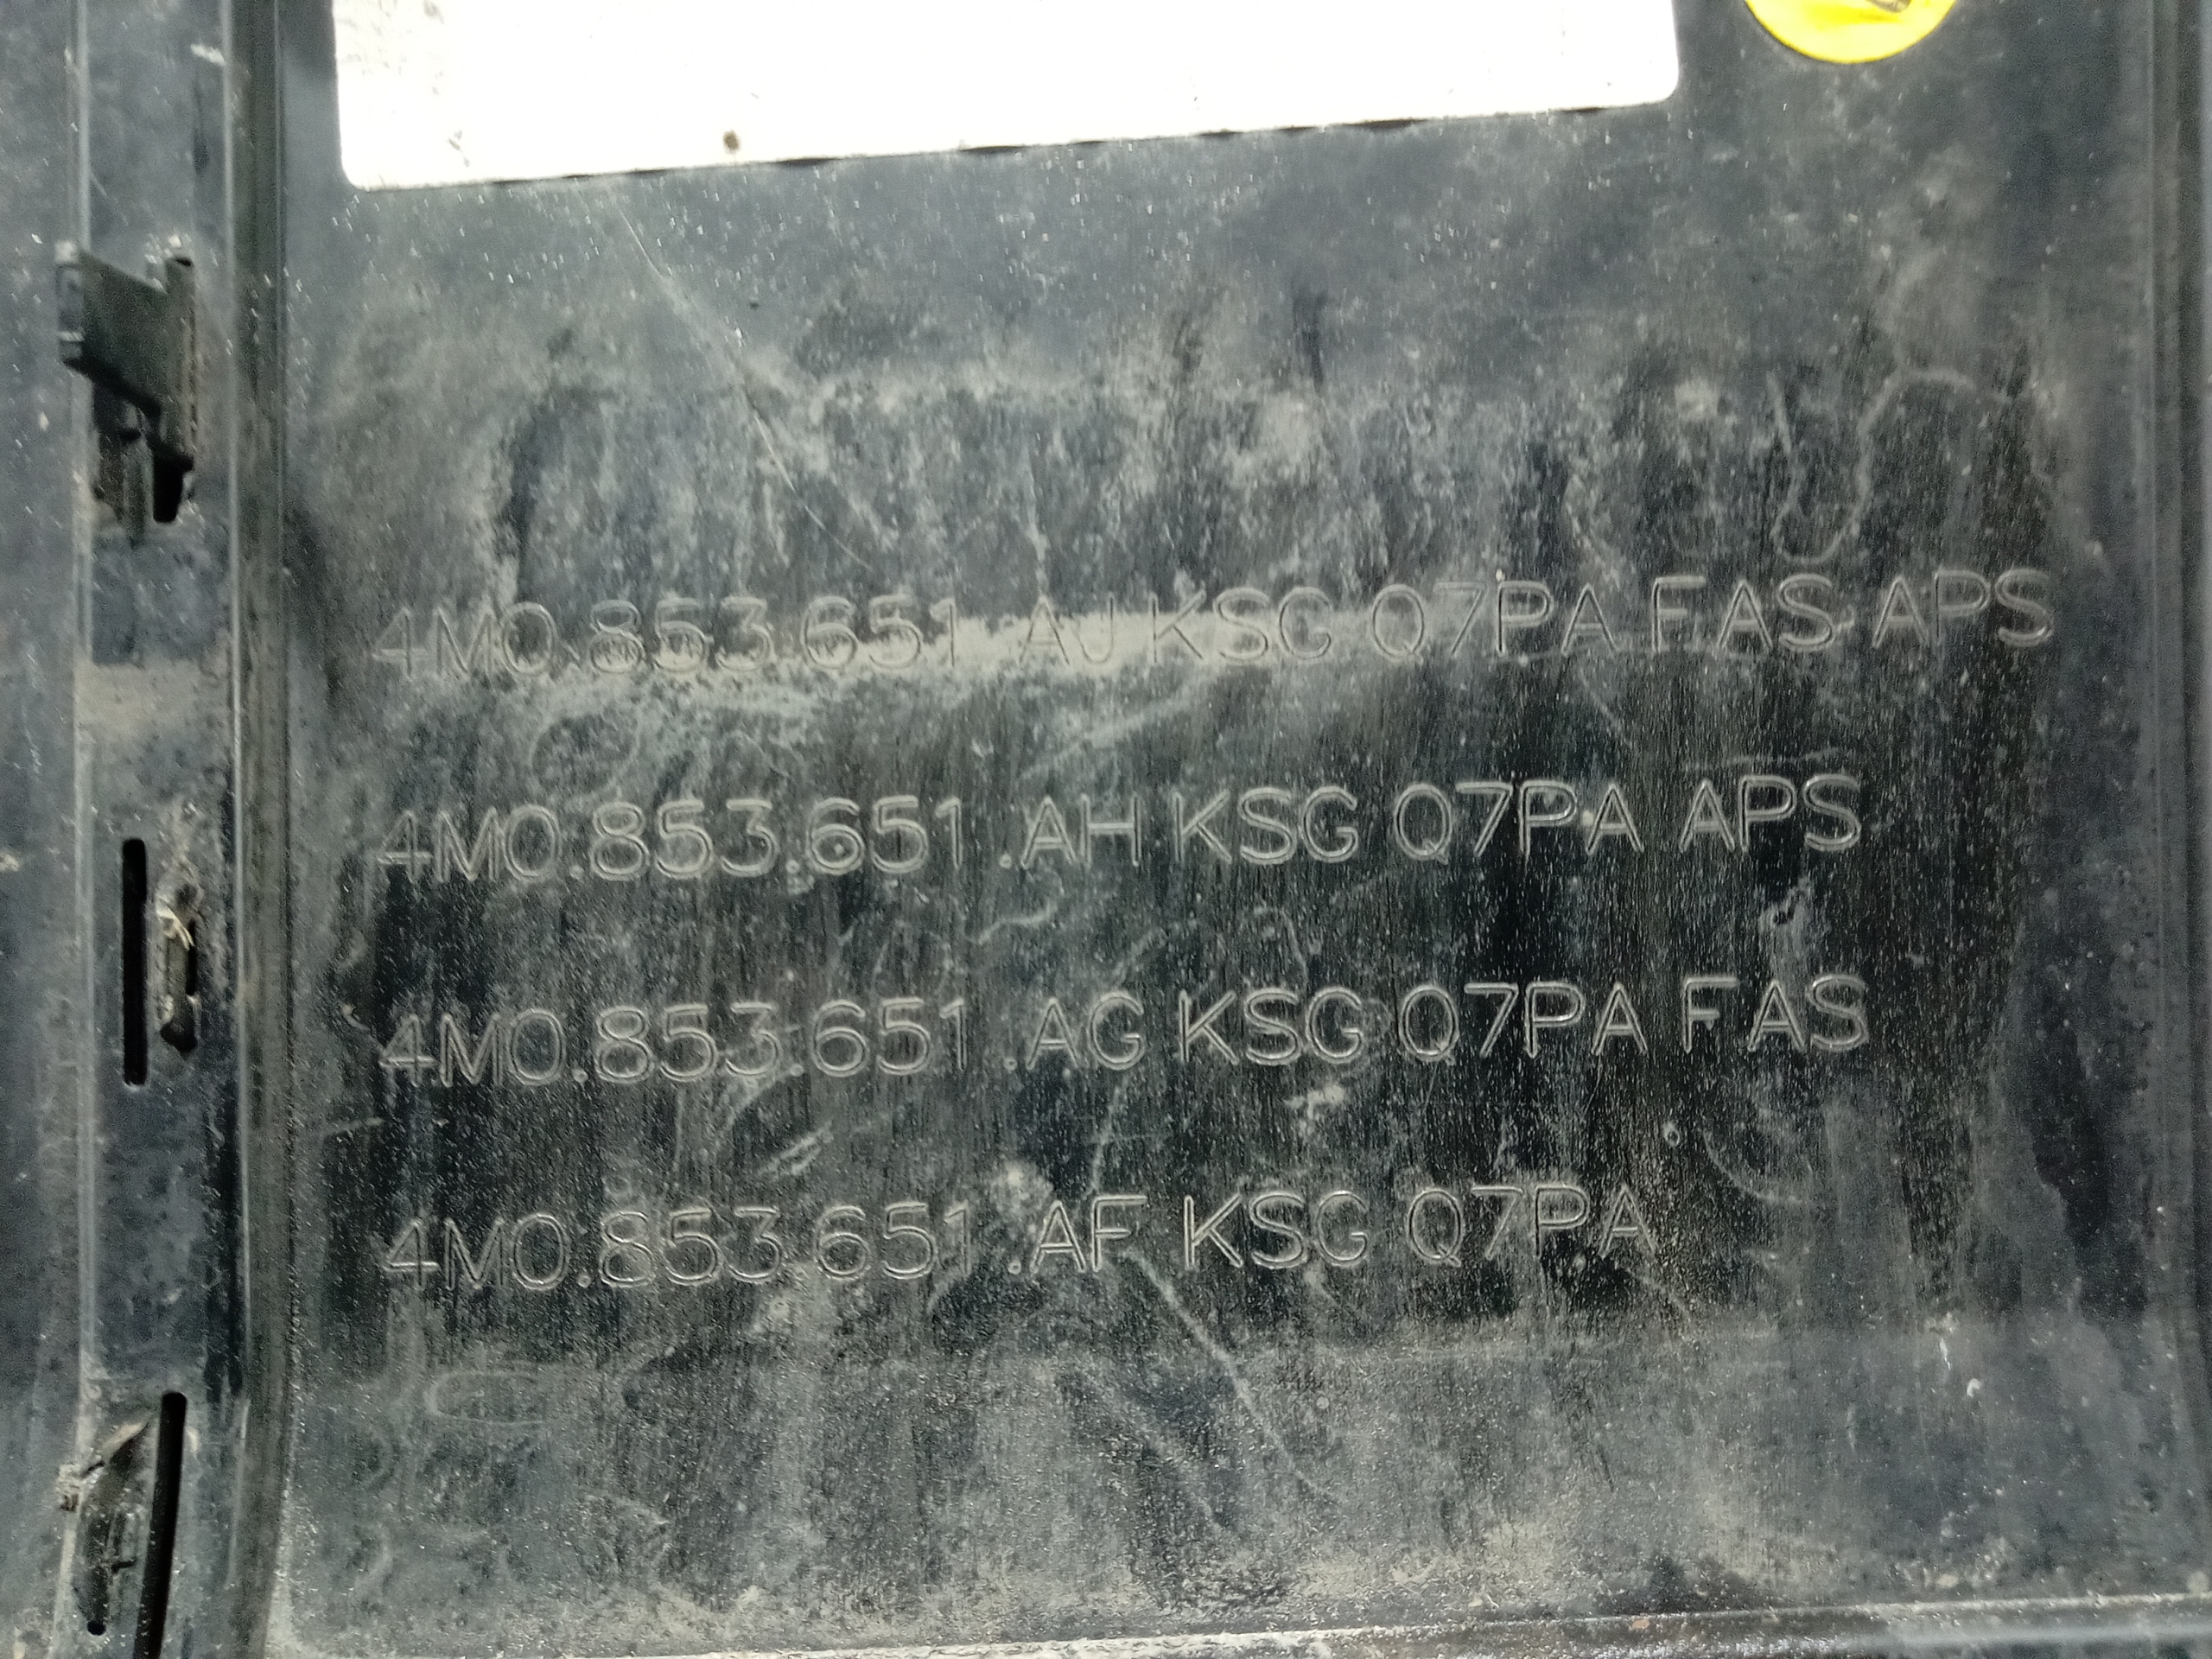 4M0.853.651 AJ KSG Q7PA FAS APS
4M0.853.651.AH KSG Q7PA APS
4M0.853.651.AG KSG Q7PA FAS
4M0.853.651.AF KSG Q7PA